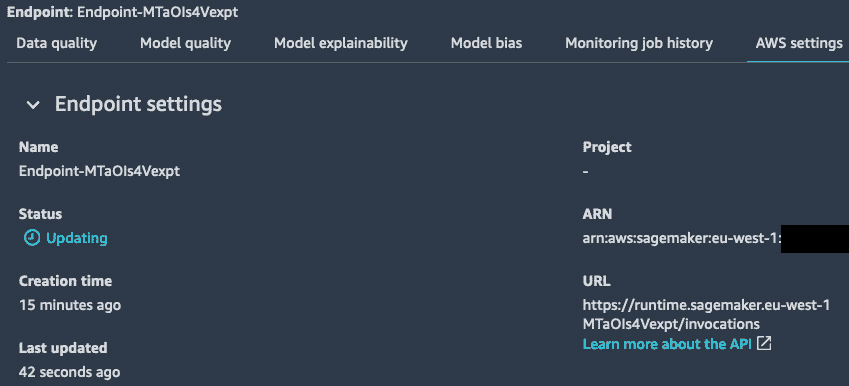 Endpoint: Endpoint-MTaOIs4Vexpt
Data quality Model quality Model explainability Model bias Monitoring job history AWS settings
Endpoint settings
Name
Endpoint-MTaOIs4Vexpt
Project
-
Status
Updating
ARN
arn:aws:sagemaker:eu-west-1:
Creation time
15 minutes ago
URL
https://runtime.sagemaker.eu-west-1
MTaOIs4Vexpt/invocations
Learn more about the API
Last updated
42 seconds ago